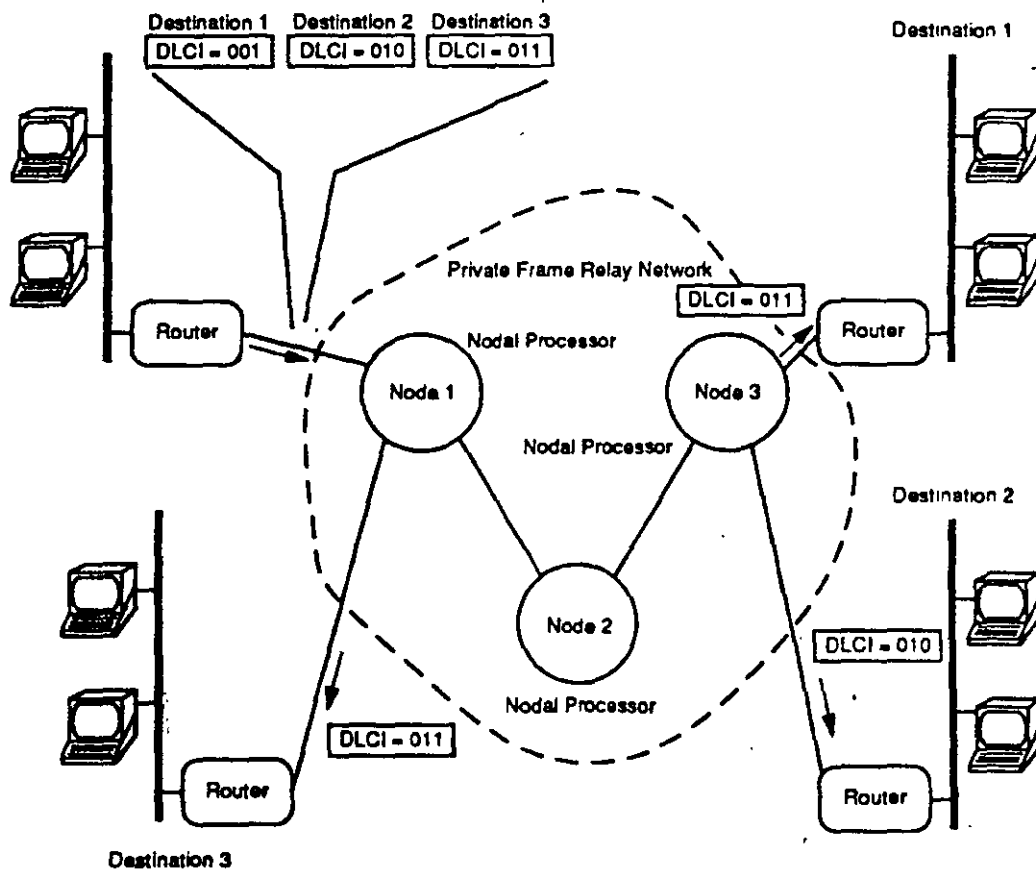 Destination 1 Destination 2 Destination 3
DLCI = 001 DLCI = 010 DLCI = 011
Destination 1
Private Frame Relay Network
DLCI = 011
Router
Nodal Processor
Router
Node 1
Node 3
Nodal Processor
Destination 2
Node 2
DLCI = 010
Nodal Processor
DLCI = 011
Router
Router
Destination 3